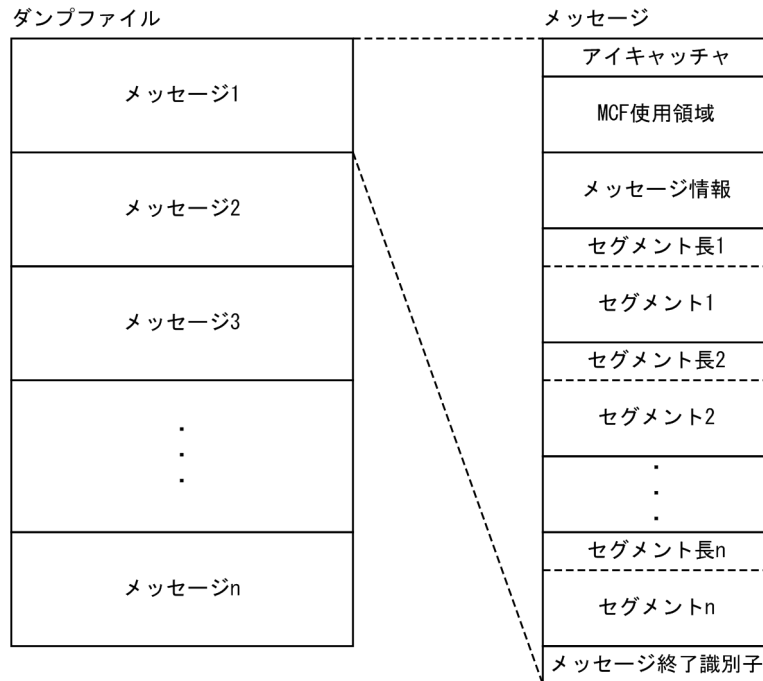 ダンプファイル
メッセージ1
メッセージ2
メッセージ3
・
・
・
メッセージn
メッセージ
アイキャッチャ
MCF使用領域
メッセージ情報
セグメント長1
セグメント1
セグメント長2
セグメント2
・
・
・
セグメント長n
セグメントn
メッセージ終了識別子